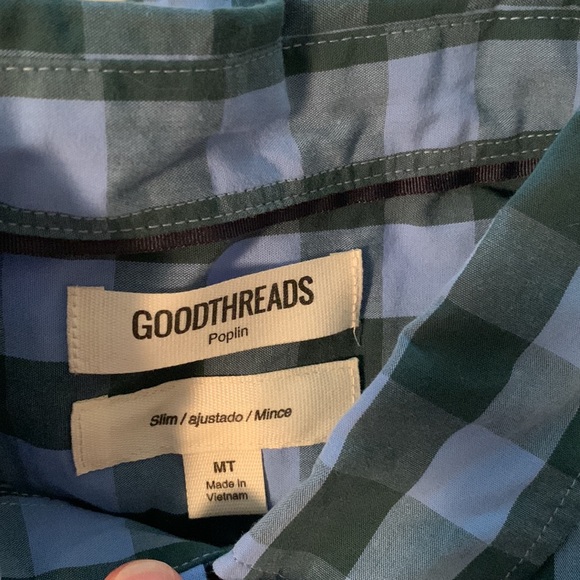 GOODTHREADS
Poplin
Slim / ajustado / Mince
MT
Made in
Vietnam